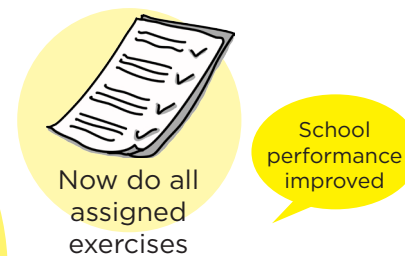 Now do all
assigned
exercises
School
performance
improved